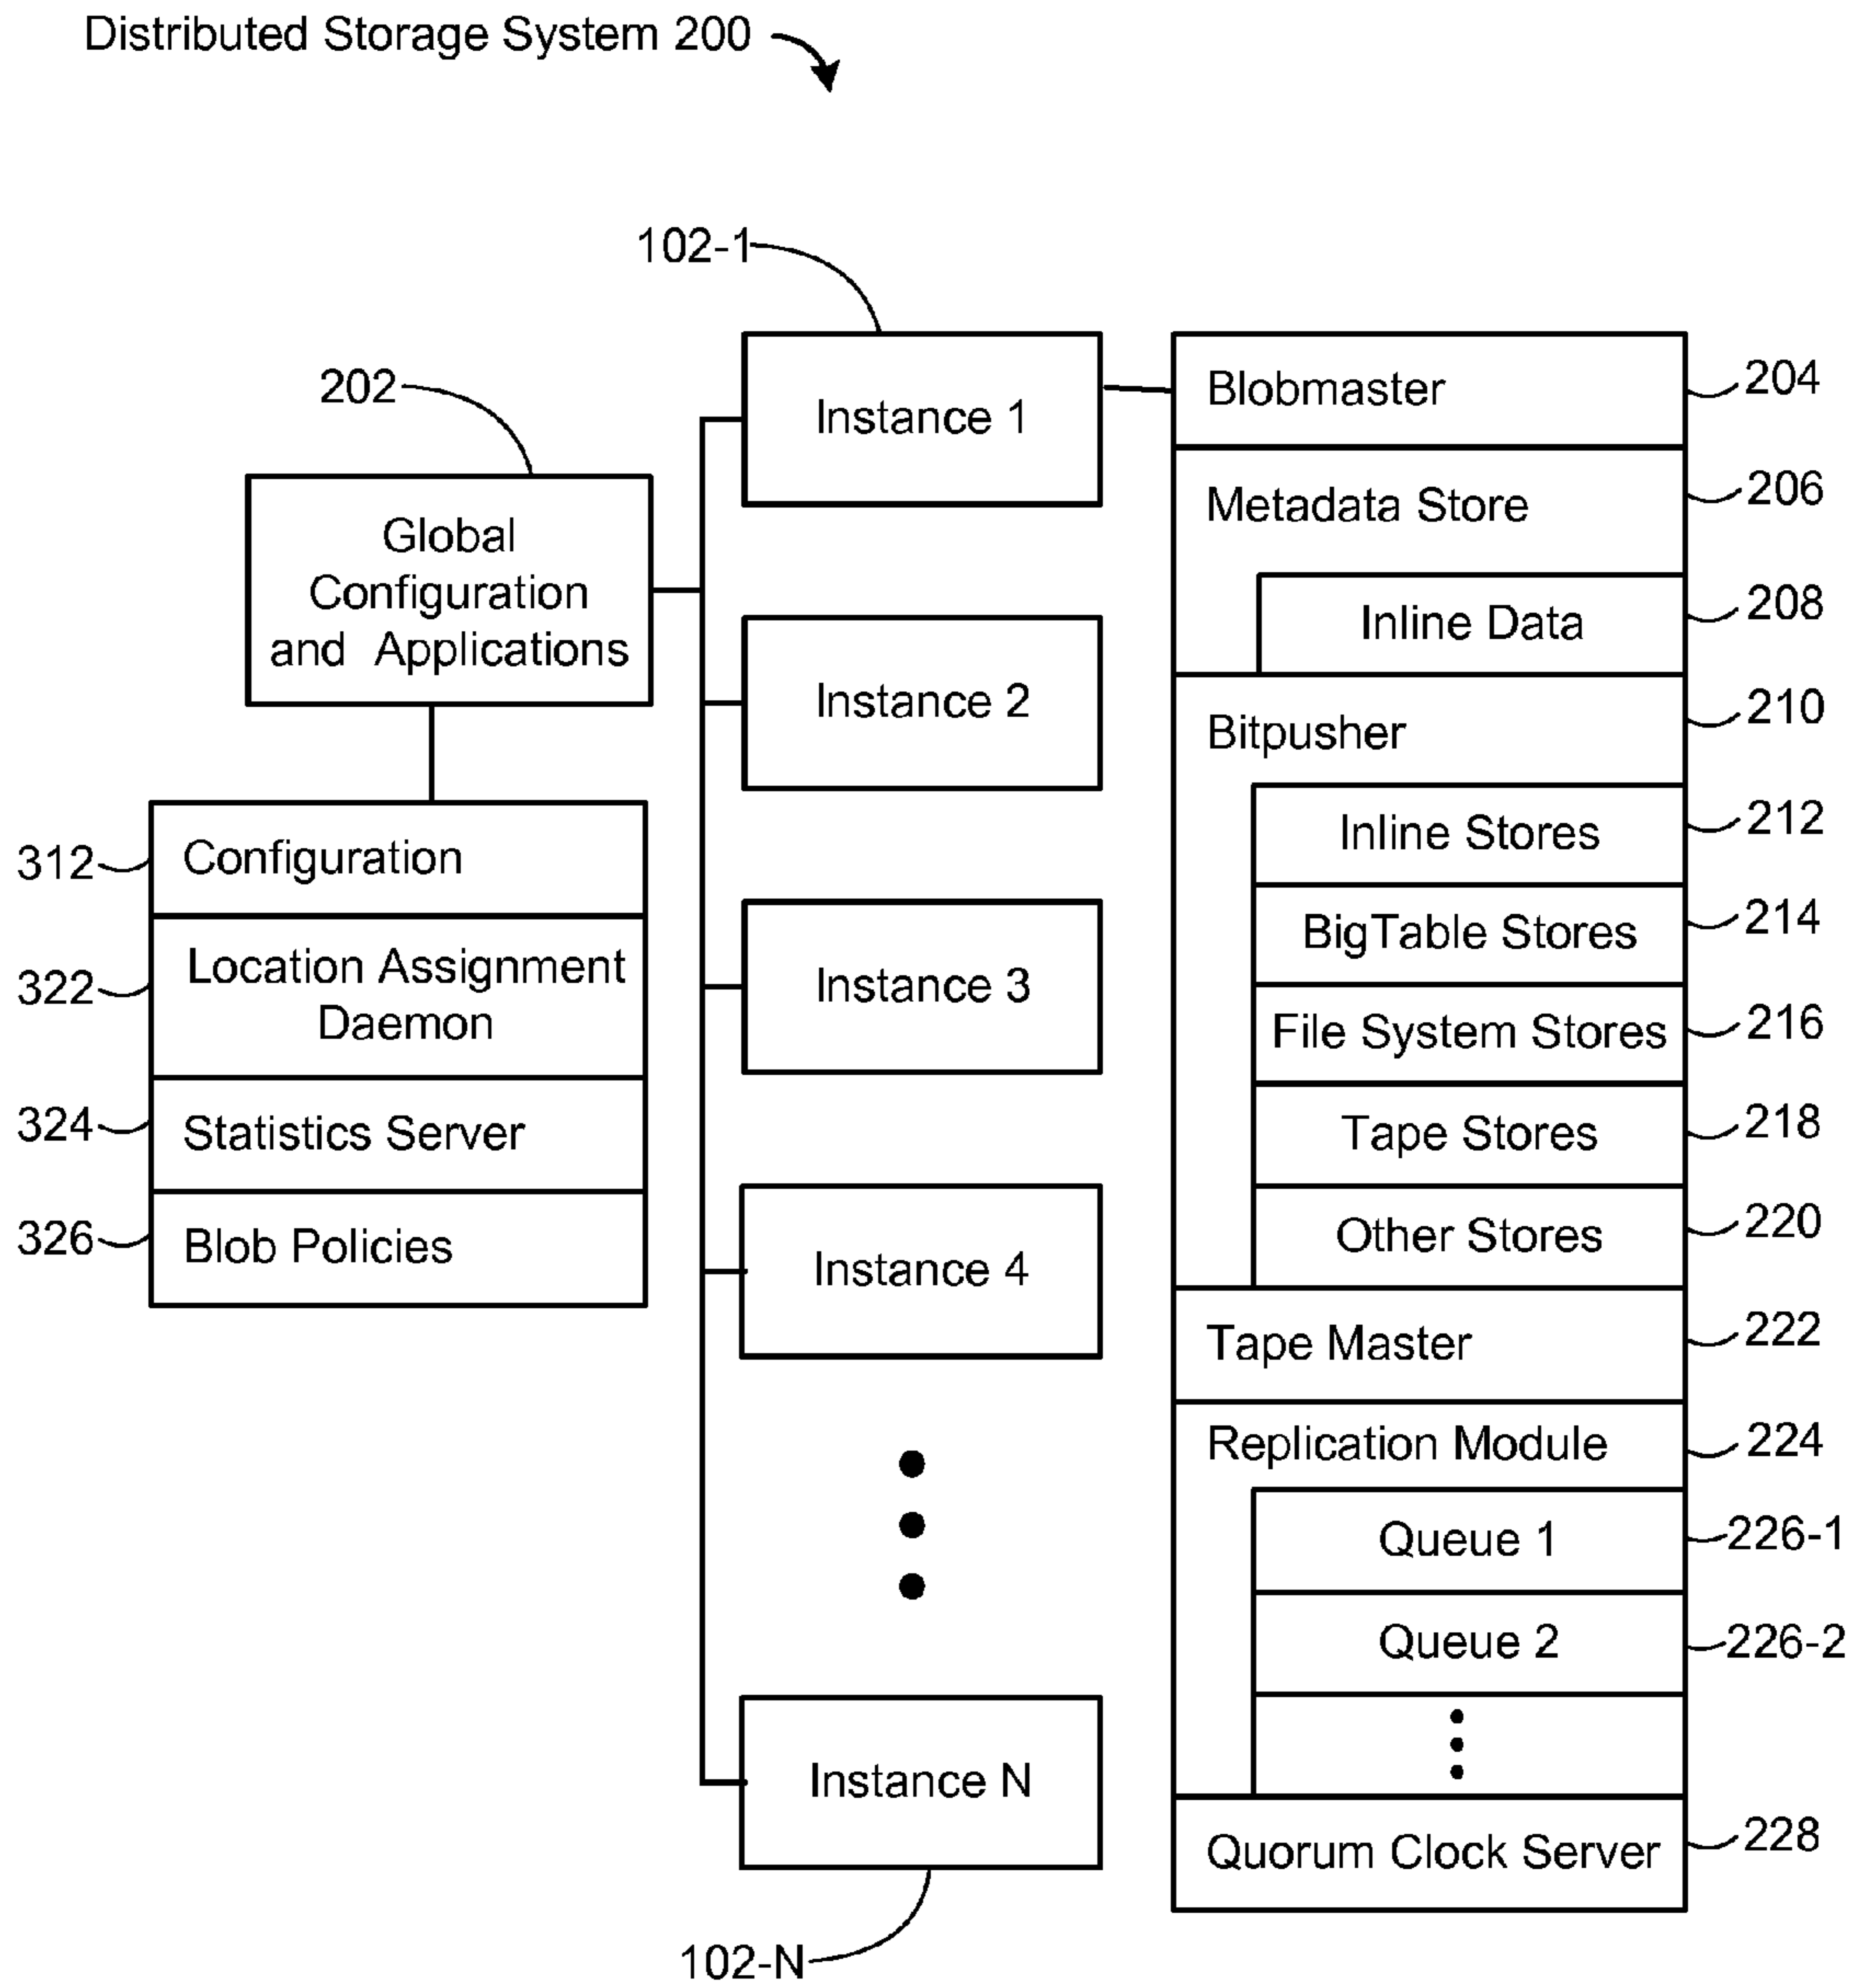 Distributed Storage System 200
102-1
202
Global
Configuration
and Applications
312
Configuration
322
Location Assignment
Daemon
324
Statistics Server
326
Blob Policies
Instance 1
Instance 2
Instance 3
Instance 4
Instance N
102-N
Blobmaster
204
Metadata Store
206
Inline Data
208
Bitpusher
210
Inline Stores
212
BigTable Stores
214
File System Stores
216
Tape Stores
218
Other Stores
220
Tape Master
222
Replication Module
224
Queue 1
226-1
Queue 2
226-2
Quorum Clock Server
228